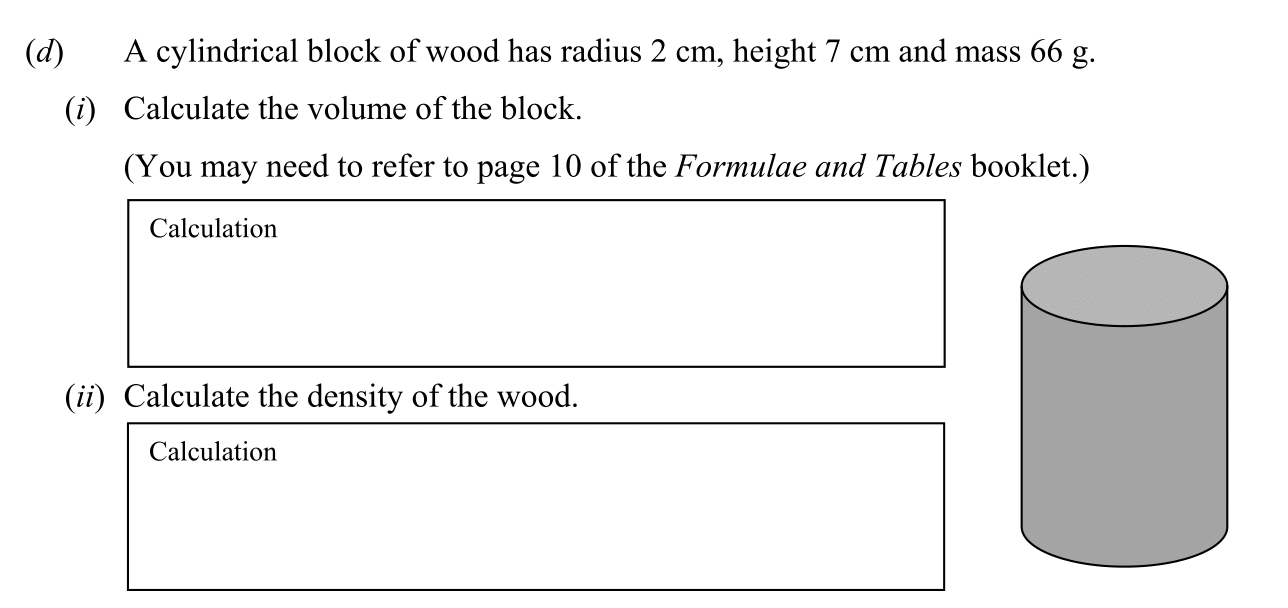 (d) A cylindrical block of wood has radius 2 cm, height 7 cm and mass 66 g.
(i) Calculate the volume of the block.
(You may need to refer to page 10 of the Formulae and Tables booklet.)
Calculation
(ii) Calculate the density of the wood.
Calculation